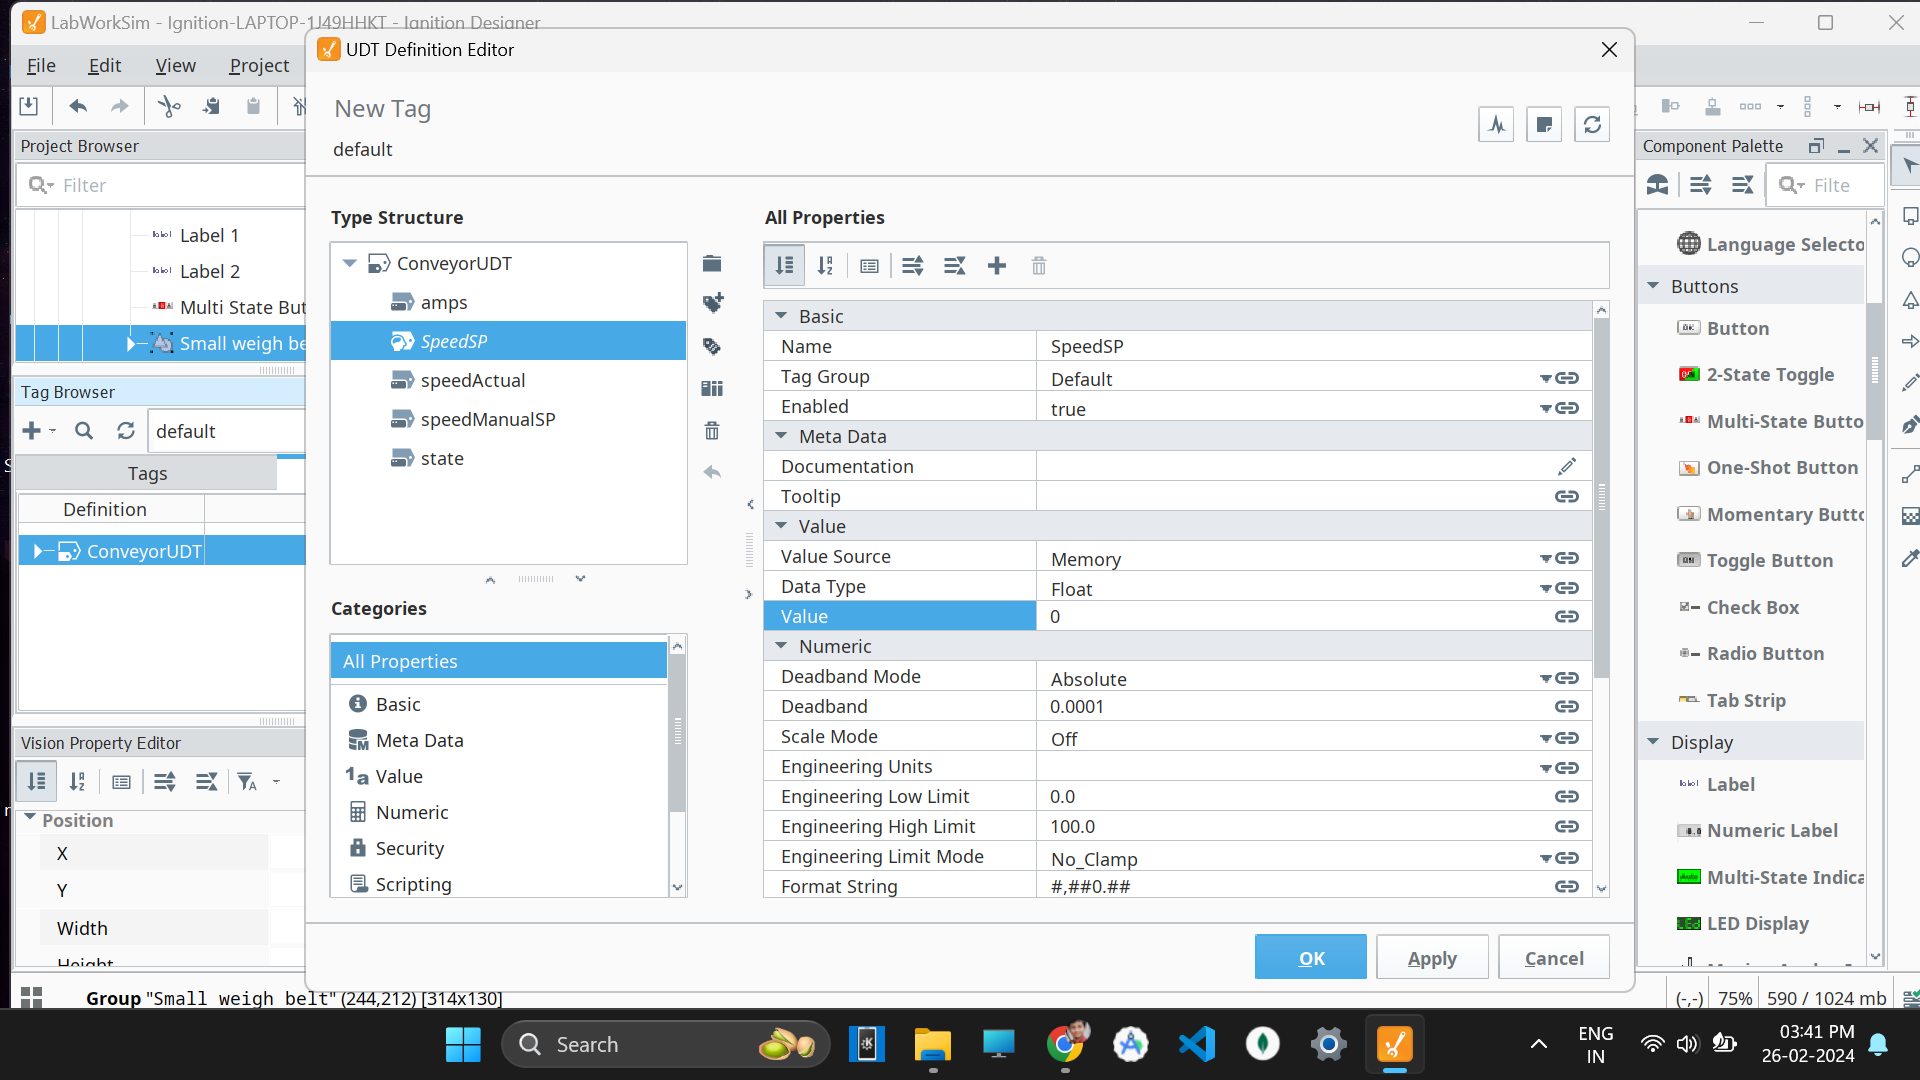 LabWorkSim - Ignition-LAPTOP-1J49HHKT - Ignition Designer
UDT Definition Editor
File Edit View Project
New Tag
default
Project Browser
Filter
Label 1
Label 2
Multi State But
Small weigh be
Tag Browser
default
Tags
Definition
ConveyorUDT
Vision Property Editor
Position
X
Y
Width
Height
Type Structure
ConveyorUDT
amps
SpeedSP
speedActual
speedManualSP
state
Categories
All Properties
Basic
Meta Data
1a Value
Numeric
Security
Scripting
All Properties
Basic
Name SpeedSP
Tag Group Default
Enabled true
Meta Data
Documentation
Tooltip
Value
Value Source Memory
Data Type Float
Value 0
Numeric
Deadband Mode Absolute
Deadband 0.0001
Scale Mode Off
Engineering Units
Engineering Low Limit 0.0
Engineering High Limit 100.0
Engineering Limit Mode No_Clamp
Format String #,##0.##
OK Apply Cancel
Component Palette
Filte
Language Selecto
Buttons
Button
2-State Toggle
Multi-State Butto
One-Shot Button
Momentary Butto
Toggle Button
Check Box
Radio Button
Tab Strip
Display
Label
Numeric Label
Multi-State Indica
LED Display
Group "Small weigh belt" (244,212) [314x130]
(-,-) 75% 590 / 1024 mb
Search
ENG
IN
03:41 PM
26-02-2024